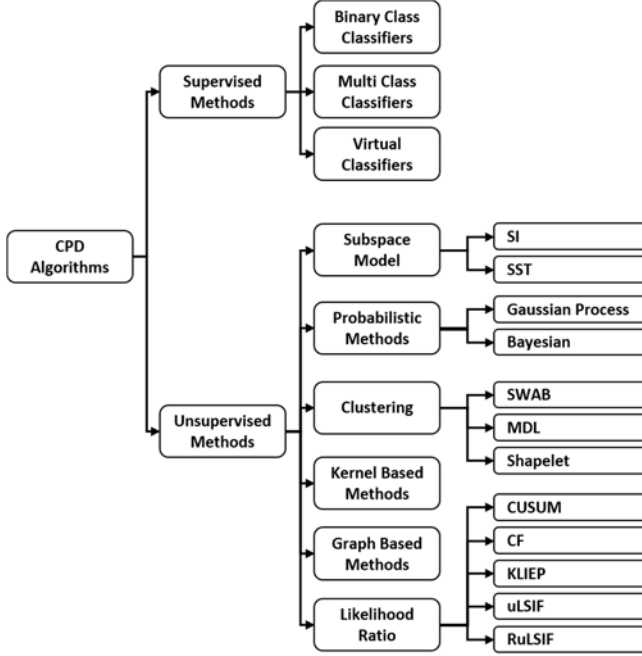 Binary Class
Classifiers
Supervised
Methods
Multi Class
Classifiers
Virtual
Classifiers
CPD
Algorithms
Subspace
Model
SI
SST
Probabilistic
Methods
Gaussian Process
Bayesian
Unsupervised
Methods
Clustering
SWAB
MDL
Shapelet
Kernel Based
Methods
Graph Based
Methods
Likelihood
Ratio
CUSUM
CF
KLIEP
uLSIF
RuLSIF